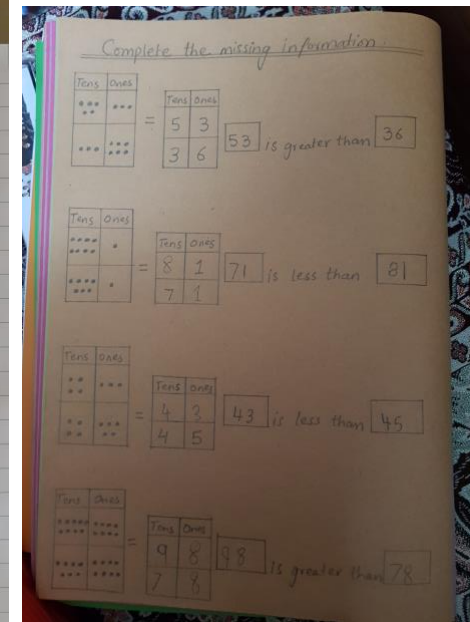 Complete the missing information.
Tens Ones
Tens Ones
5 3
3 6
53 is greater than 36
Tens Ones
Tens Ones
8 1
7 1
71 is less than 81
Tens Ones
Tens Ones
4 3
4 5
43 is less than 45
Tens Ones
Tens Ones
9 8
7 8
98 is greater than 78